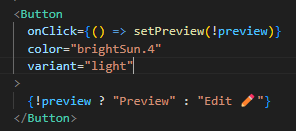 <Button
onClick={() => setPreview(!preview)}
color="brightSun.4"
variant="light"
>
{!preview ? "Preview" : "Edit 🖍️"}
</Button>